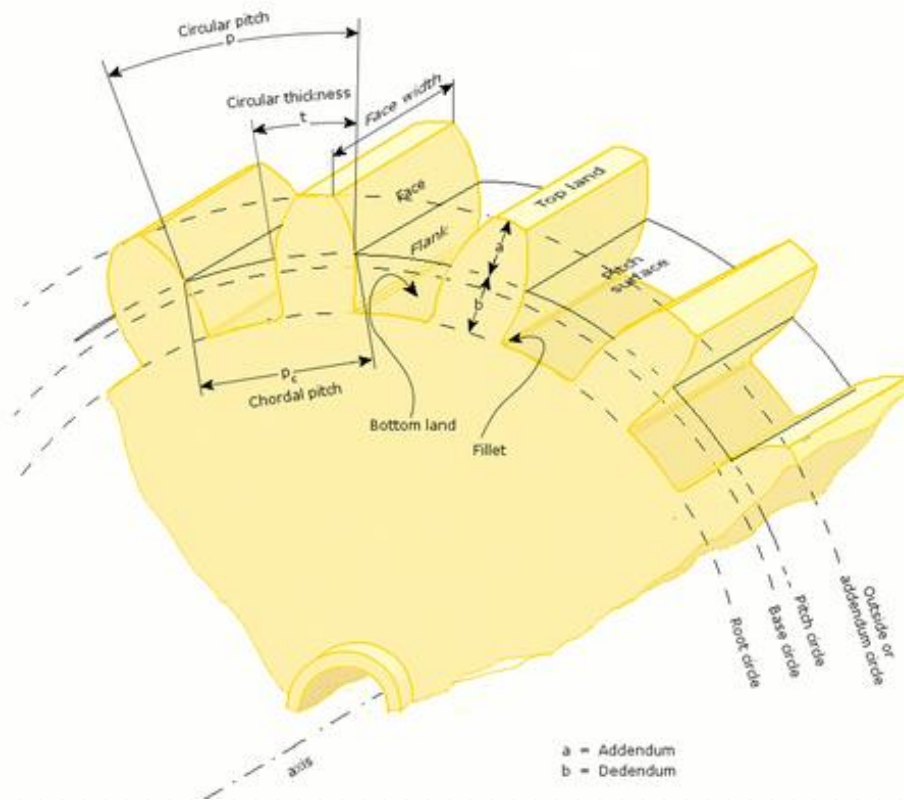 Circular pitch
p
Circular thickness
t
Face width
Face
Flank
Top land
a
b
Pitch
surface
Pc
Chordal pitch
Bottom land
Fillet
Outside or
addendum circle
Pitch circle
Base circle
Root circle
axis
a = Addendum
b = Dedendum